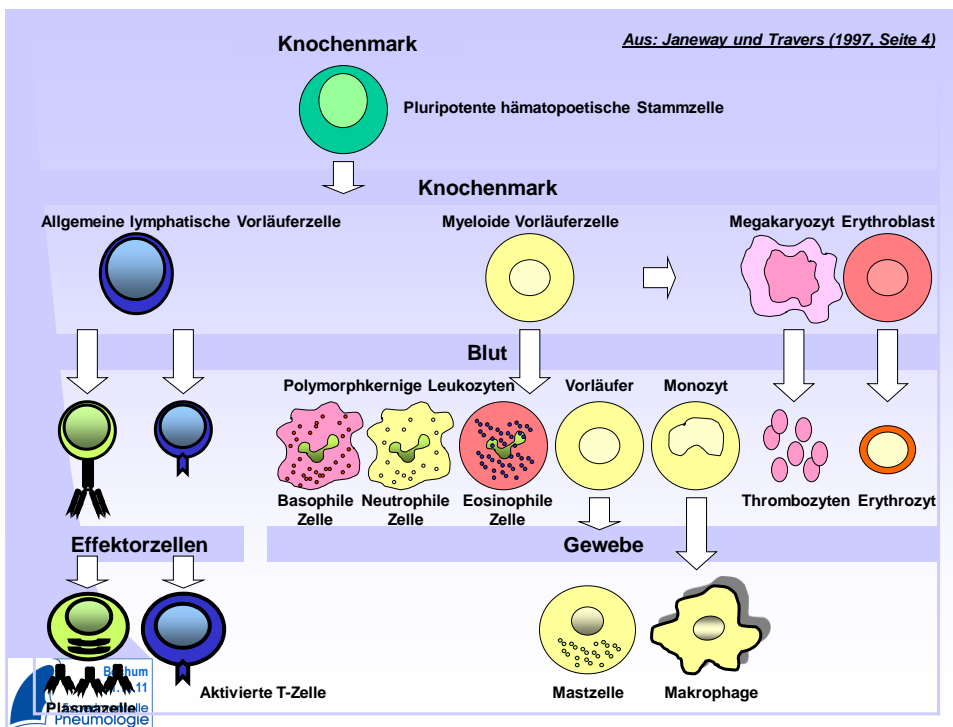 Knochenmark
Aus: Janeway und Travers (1997, Seite 4)
Pluripotente hämatopoetische Stammzelle
Knochenmark
Allgemeine lymphatische Vorläuferzelle
Myeloide Vorläuferzelle
Megakaryozyt Erythroblast
Blut
Polymorphkernige Leukozyten
Vorläufer
Monozyt
Basophile
Zelle
Neutrophile
Zelle
Eosinophile
Zelle
Thrombozyten
Erythrozyt
Effektorzellen
Gewebe
Plasmazelle
Aktivierte T-Zelle
Mastzelle
Makrophage
Bochum
Pneumologie